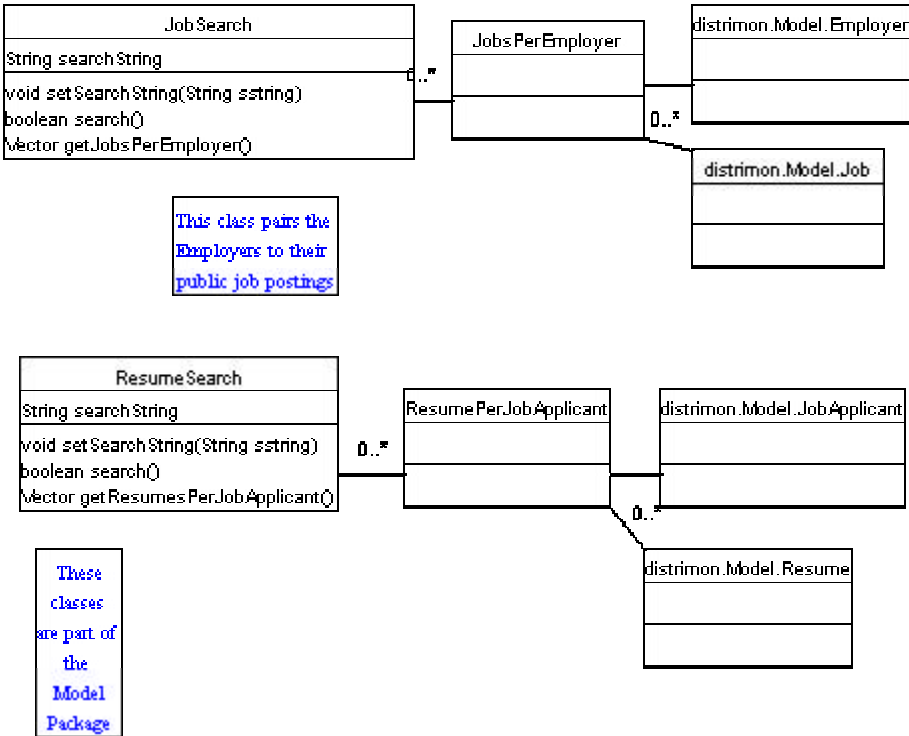 JobSearch
String searchString
void setSearchString(String sstring)
boolean search()
Vector getJobsPerEmployer()
0..*
JobsPerEmployer
distrimon.Model.Employer
0..*
distrimon.Model.Job
This class pairs the
Employers to their
public job postings
ResumeSearch
String searchString
void setSearchString(String sstring)
boolean search()
Vector getResumesPerJobApplicant()
0..*
ResumePerJobApplicant
distrimon.Model.JobApplicant
0..*
distrimon.Model.Resume
These
classes
are part of
the
Model
Package